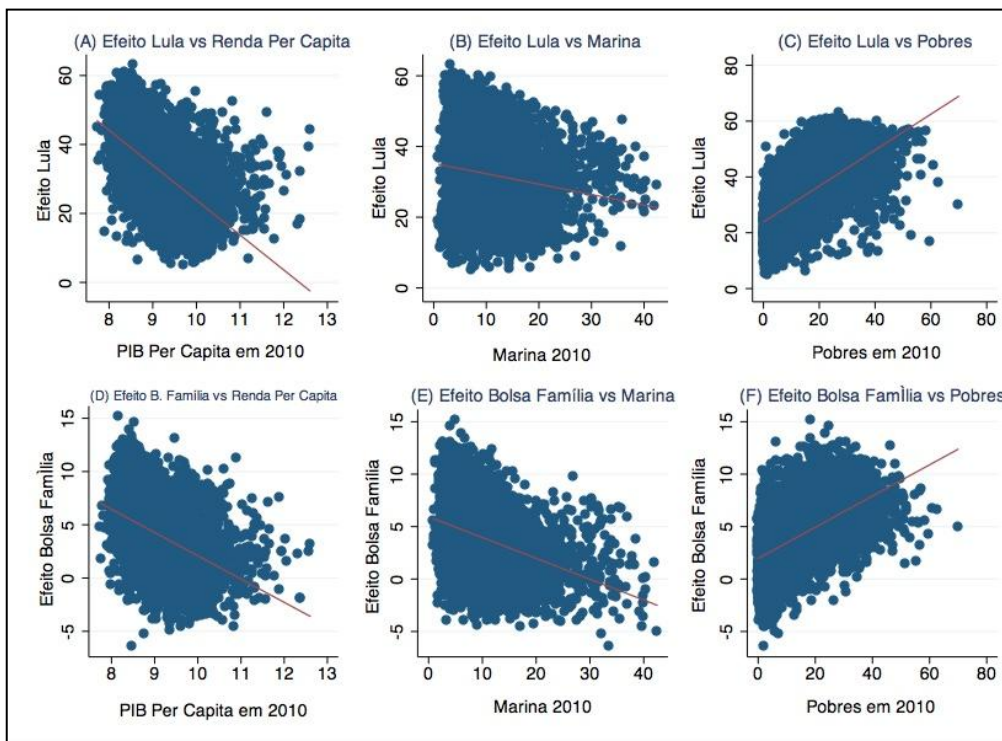 (A) Efeito Lula vs Renda Per Capita
Efeito Lula
60
40
20
0
8 9 10 11 12 13
PIB Per Capita em 2010
(B) Efeito Lula vs Marina
Efeito Lula
60
40
20
0
0 10 20 30 40
Marina 2010
(C) Efeito Lula vs Pobres
Efeito Lula
80
60
40
20
0
0 20 40 60 80
Pobres em 2010
(D) Efeito B. Família vs Renda Per Capita
Efeito Bolsa FamÌlia
15
10
5
0
-5
8 9 10 11 12 13
PIB Per Capita em 2010
(E) Efeito Bolsa Família vs Marina
Efeito Bolsa FamÌlia
15
10
5
0
-5
0 10 20 30 40
Marina 2010
(F) Efeito Bolsa FamÌlia vs Pobres
Efeito Bolsa FamÌlia
15
10
5
0
-5
0 20 40 60 80
Pobres em 2010